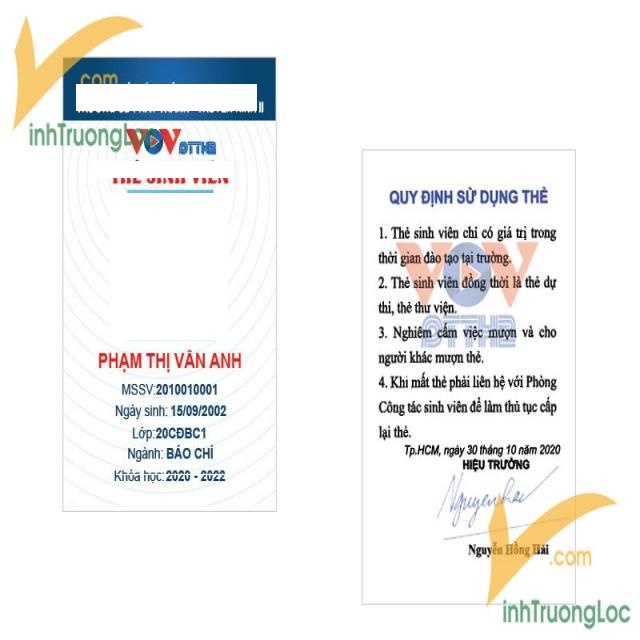 .com
inhTruongLoc
VOV
ĐTTH2
THẺ SINH VIÊN
PHẠM THỊ VÂN ANH
MSSV:2010010001
Ngày sinh: 15/09/2002
Lớp: 20CĐBC1
Ngành: BÁO CHÍ
Khóa học: 2020 - 2022
QUY ĐỊNH SỬ DỤNG THẺ
1. Thẻ sinh viên chỉ có giá trị trong
thời gian đào tạo tại trường.
2. Thẻ sinh viên đồng thời là thẻ dự
thi, thẻ thư viện.
3. Nghiêm cấm việc mượn và cho
người khác mượn thẻ.
4. Khi mất thẻ phải liên hệ với Phòng
Công tác sinh viên để làm thủ tục cấp
lại thẻ.
VOV
ĐTTH2
Tp.HCM, ngày 30 tháng 10 năm 2020
HIỆU TRƯỞNG
Nguyễn Hồng Hải
.com
inhTruongLoc